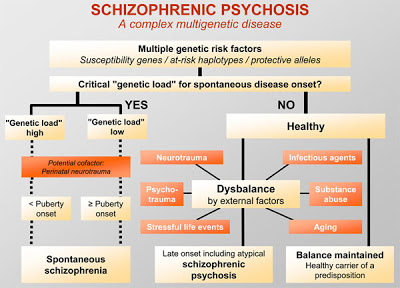 SCHIZOPHRENIC PSYCHOSIS
A complex multigenetic disease
Multiple genetic risk factors
Susceptibility genes / at-risk haplotypes / protective alleles
Critical "genetic load" for spontaneous disease onset?
YES
NO
"Genetic load"
high
"Genetic load"
low
Healthy
Potential cofactor:
Perinatal neurotrauma
Neurotrauma
Infectious agents
Psycho-
trauma
Dysbalance
by external factors
Substance
abuse
Stressful life events
Aging
< Puberty
onset
≥ Puberty
onset
Spontaneous
schizophrenia
Late onset including atypical
schizophrenic
psychosis
Balance maintained
Healthy carrier of a
predisposition